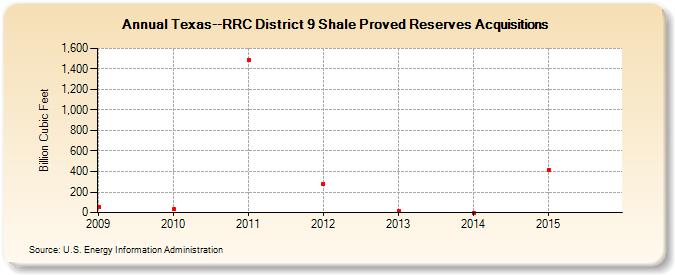 Annual Texas--RRC District 9 Shale Proved Reserves Acquisitions
Billion Cubic Feet
1,600
1,400
1,200
1,000
800
600
400
200
0
2009 2010 2011 2012 2013 2014 2015
Source: U.S. Energy Information Administration